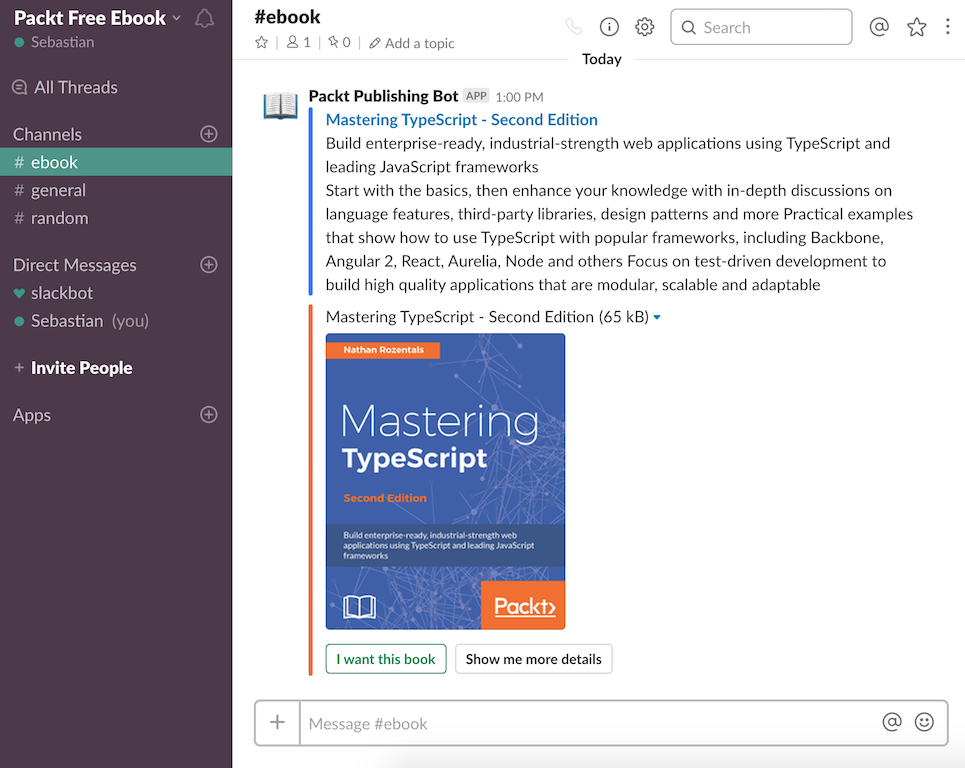 Packt Free Ebook
Sebastian
All Threads
Channels
# ebook
# general
# random
Direct Messages
slackbot
Sebastian (you)
+ Invite People
Apps
#ebook
1
0
Add a topic
Search
Today
Packt Publishing Bot APP 1:00 PM
Mastering TypeScript - Second Edition
Build enterprise-ready, industrial-strength web applications using TypeScript and
leading JavaScript frameworks
Start with the basics, then enhance your knowledge with in-depth discussions on
language features, third-party libraries, design patterns and more Practical examples
that show how to use TypeScript with popular frameworks, including Backbone,
Angular 2, React, Aurelia, Node and others Focus on test-driven development to
build high quality applications that are modular, scalable and adaptable
Mastering TypeScript - Second Edition (65 kB)
Nathan Rozentals
Mastering
TypeScript
Second Edition
Build enterprise-ready, industrial-strength web
applications using TypeScript and leading JavaScript
frameworks
Packt>
I want this book
Show me more details
Message #ebook